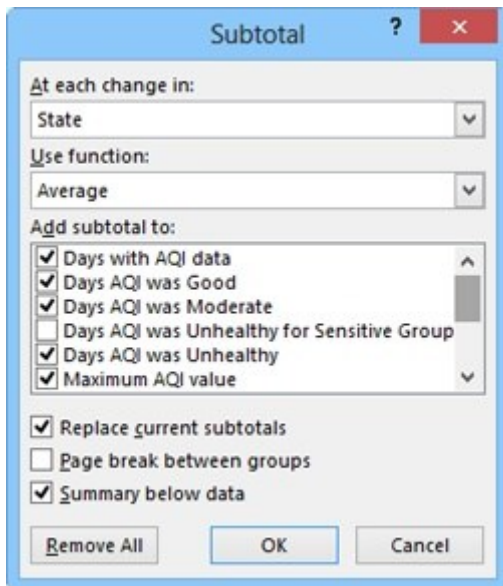 Subtotal
?
At each change in:
State
Use function:
Average
Add subtotal to:
Days with AQI data
Days AQI was Good
Days AQI was Moderate
Days AQI was Unhealthy for Sensitive Group
Days AQI was Unhealthy
Maximum AQI value
Replace current subtotals
Page break between groups
Summary below data
Remove All
OK
Cancel